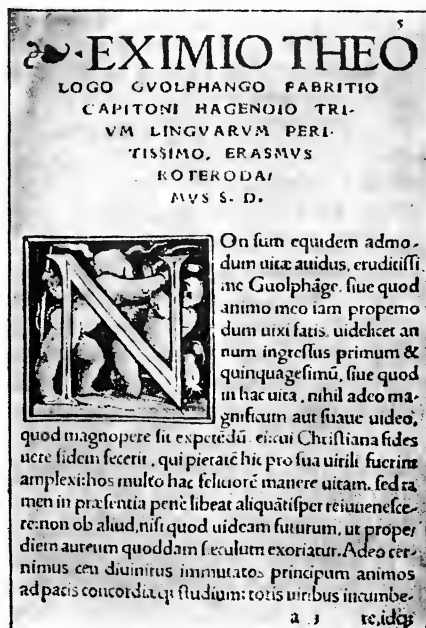 5
EXIMIO THEO
LOGO GVOLPHANGO FABRITIO
CAPITONI HAGENOIO TRI-
VM LINGVARVM PERI-
TISSIMO, ERASMVS
ROTERODA/
MVS S. D.
NOn ſum equidem admo-
dum uitæ auidus, eruditiſſi
me Guolphãge, ſiue quod
animo meo iam propemo
dum uixi ſatis, uidelicet an
num ingreſſus primum &
quinquageſimũ, ſiue quod
in hac uita, nihil adeo ma-
gnificum aut ſuaue uideo,
quod magnopere ſit expetẽdũ ei cui Chriſtiana fides
uere fidem fecerit, qui pietatẽ hic pro ſua uirili fuerint
amplexi: hos multo hac feliciorẽ manere uitam. ſed ta
men in præſentia penè libeat aliquãtiſper reiuueneſce-
re: non ob aliud, niſi quod uideam futurum, ut prope/
diem aureum quoddam ſeculum exoriatur. Adeo cer-
nimus ceu diuinitus immutatos principum animos
ad pacis concordiæqꝫ ſtudium: totis uiribus incumbe-
a 3 re, idqꝫ